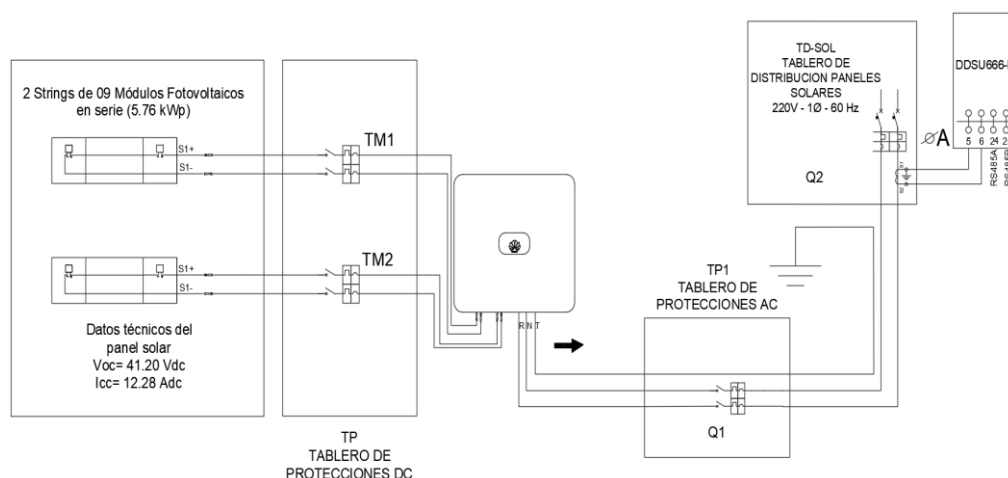 2 Strings de 09 Módulos Fotovoltaicos
en serie (5.76 kWp)
S1+
S1-
S1+
S1-
Datos técnicos del
panel solar
Voc= 41.20 Vdc
Icc= 12.28 Adc
TM1
TM2
TP
TABLERO DE
PROTECCIONES DC
R N T
TP1
TABLERO DE
PROTECCIONES AC
Q1
TD-SOL
TABLERO DE
DISTRIBUCION PANELES
SOLARES
220V - 1Ø - 60 Hz
Q2
A
DDSU666-
5 6 24
RS485A